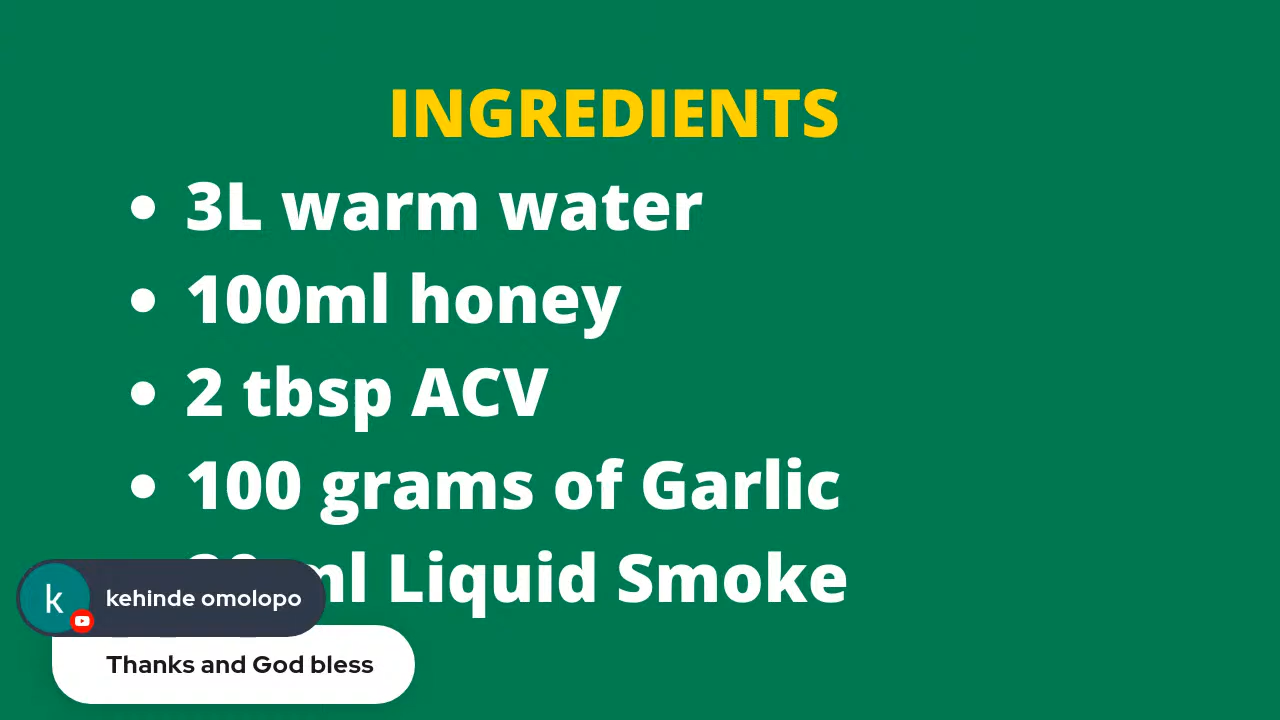 INGREDIENTS
• 3L warm water
• 100ml honey
• 2 tbsp ACV
• 100 grams of Garlic
ml Liquid Smoke
k
kehinde omolopo
Thanks and God bless